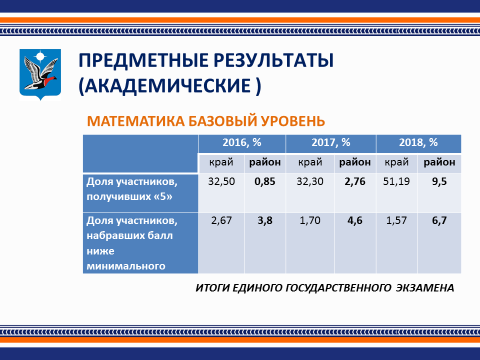 ПРЕДМЕТНЫЕ РЕЗУЛЬТАТЫ
(АКАДЕМИЧЕСКИЕ )
МАТЕМАТИКА БАЗОВЫЙ УРОВЕНЬ
2016, % 2017, % 2018, %
край район край район край район
Доля участников, 32,50 0,85 32,30 2,76 51,19 9,5
получивших «5»
Доля участников, 2,67 3,8 1,70 4,6 1,57 6,7
набравших балл
ниже
минимального
ИТОГИ ЕДИНОГО ГОСУДАРСТВЕННОГО ЭКЗАМЕНА